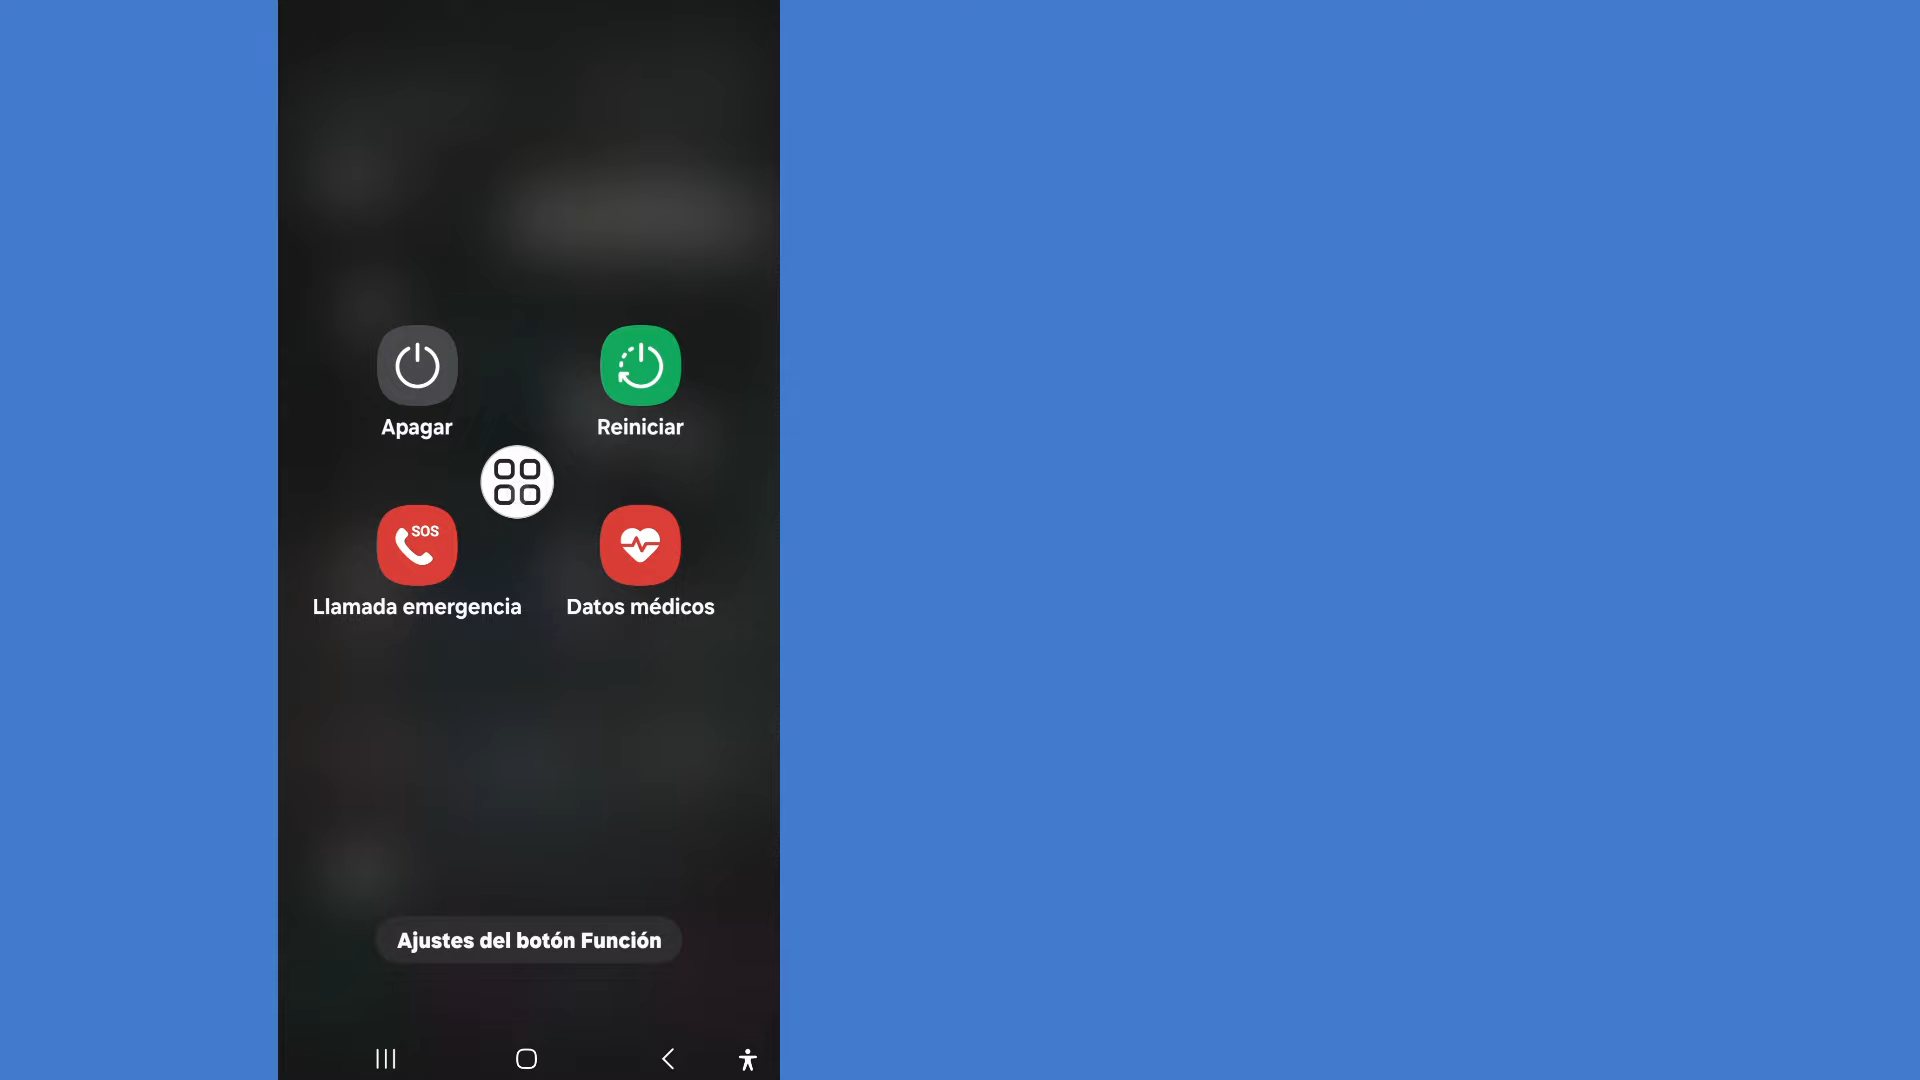 Apagar
Reiniciar
SOS
Llamada emergencia
Datos médicos
Ajustes del botón Función